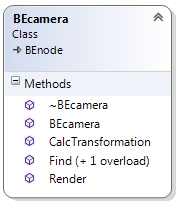 BEcamera
Class
BEnode
Methods
~BEcamera
BEcamera
CalcTransformation
Find (+ 1 overload)
Render